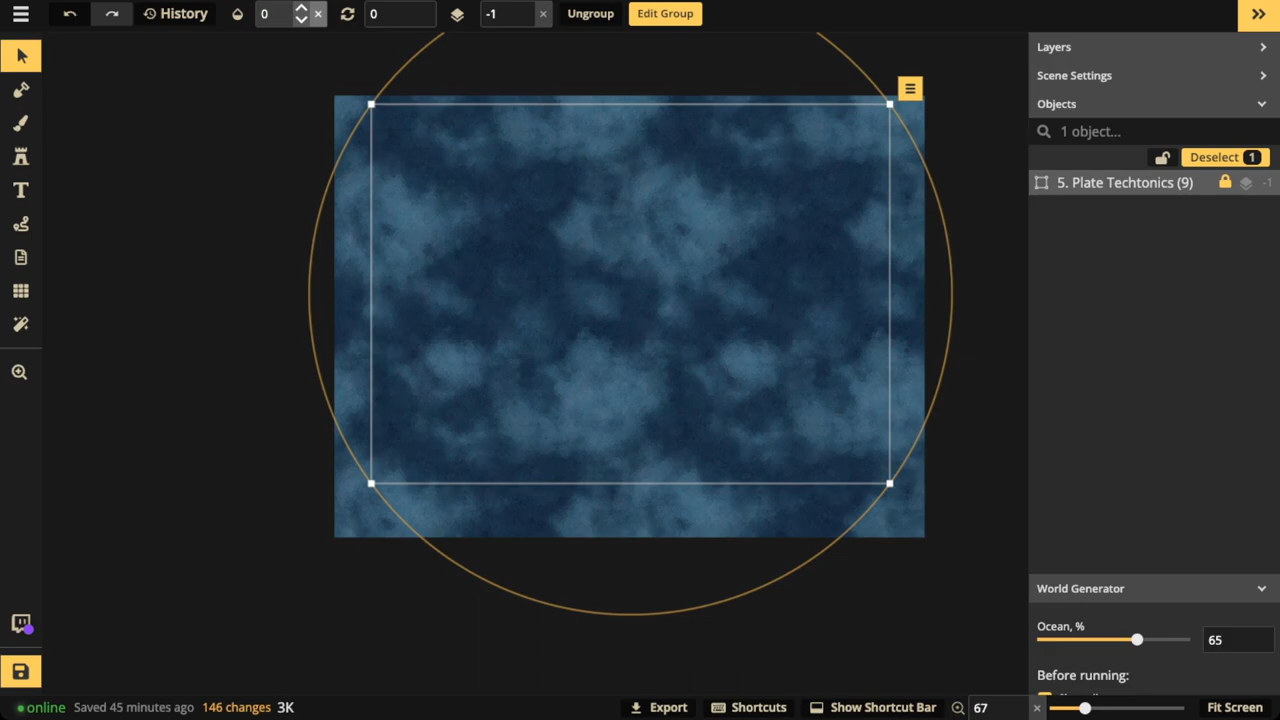 History
0
0
-1
Ungroup
Edit Group
Layers
Scene Settings
Objects
1 object...
Deselect 1
5. Plate Techtonics (9)
-1
World Generator
Ocean, %
65
Before running:
online
Saved 45 minutes ago
146 changes
3K
Export
Shortcuts
Show Shortcut Bar
67
Fit Screen